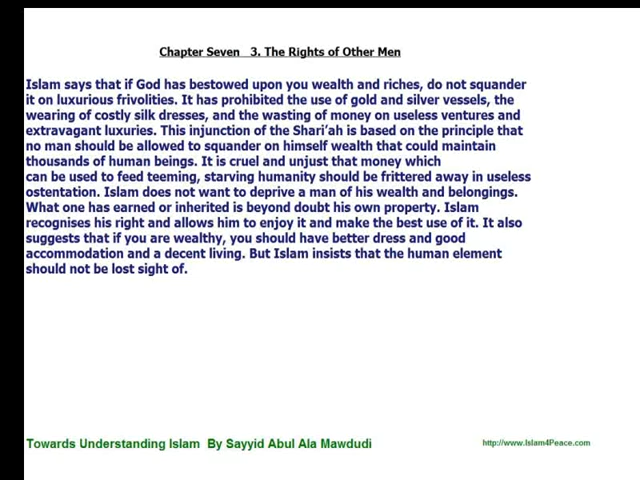 Chapter Seven   3. The Rights of Other Men
Islam says that if God has bestowed upon you wealth and riches, do not squander
it on luxurious frivolities. It has prohibited the use of gold and silver vessels, the
wearing of costly silk dresses, and the wasting of money on useless ventures and
extravagant luxuries. This injunction of the Shari’ah is based on the principle that
no man should be allowed to squander on himself wealth that could maintain
thousands of human beings. It is cruel and unjust that money which
can be used to feed teeming, starving humanity should be frittered away in useless
ostentation. Islam does not want to deprive a man of his wealth and belongings.
What one has earned or inherited is beyond doubt his own property. Islam
recognises his right and allows him to enjoy it and make the best use of it. It also
suggests that if you are wealthy, you should have better dress and good
accommodation and a decent living. But Islam insists that the human element
should not be lost sight of.
Towards Understanding Islam  By Sayyid Abul Ala Mawdudi
http://www.Islam4Peace.com